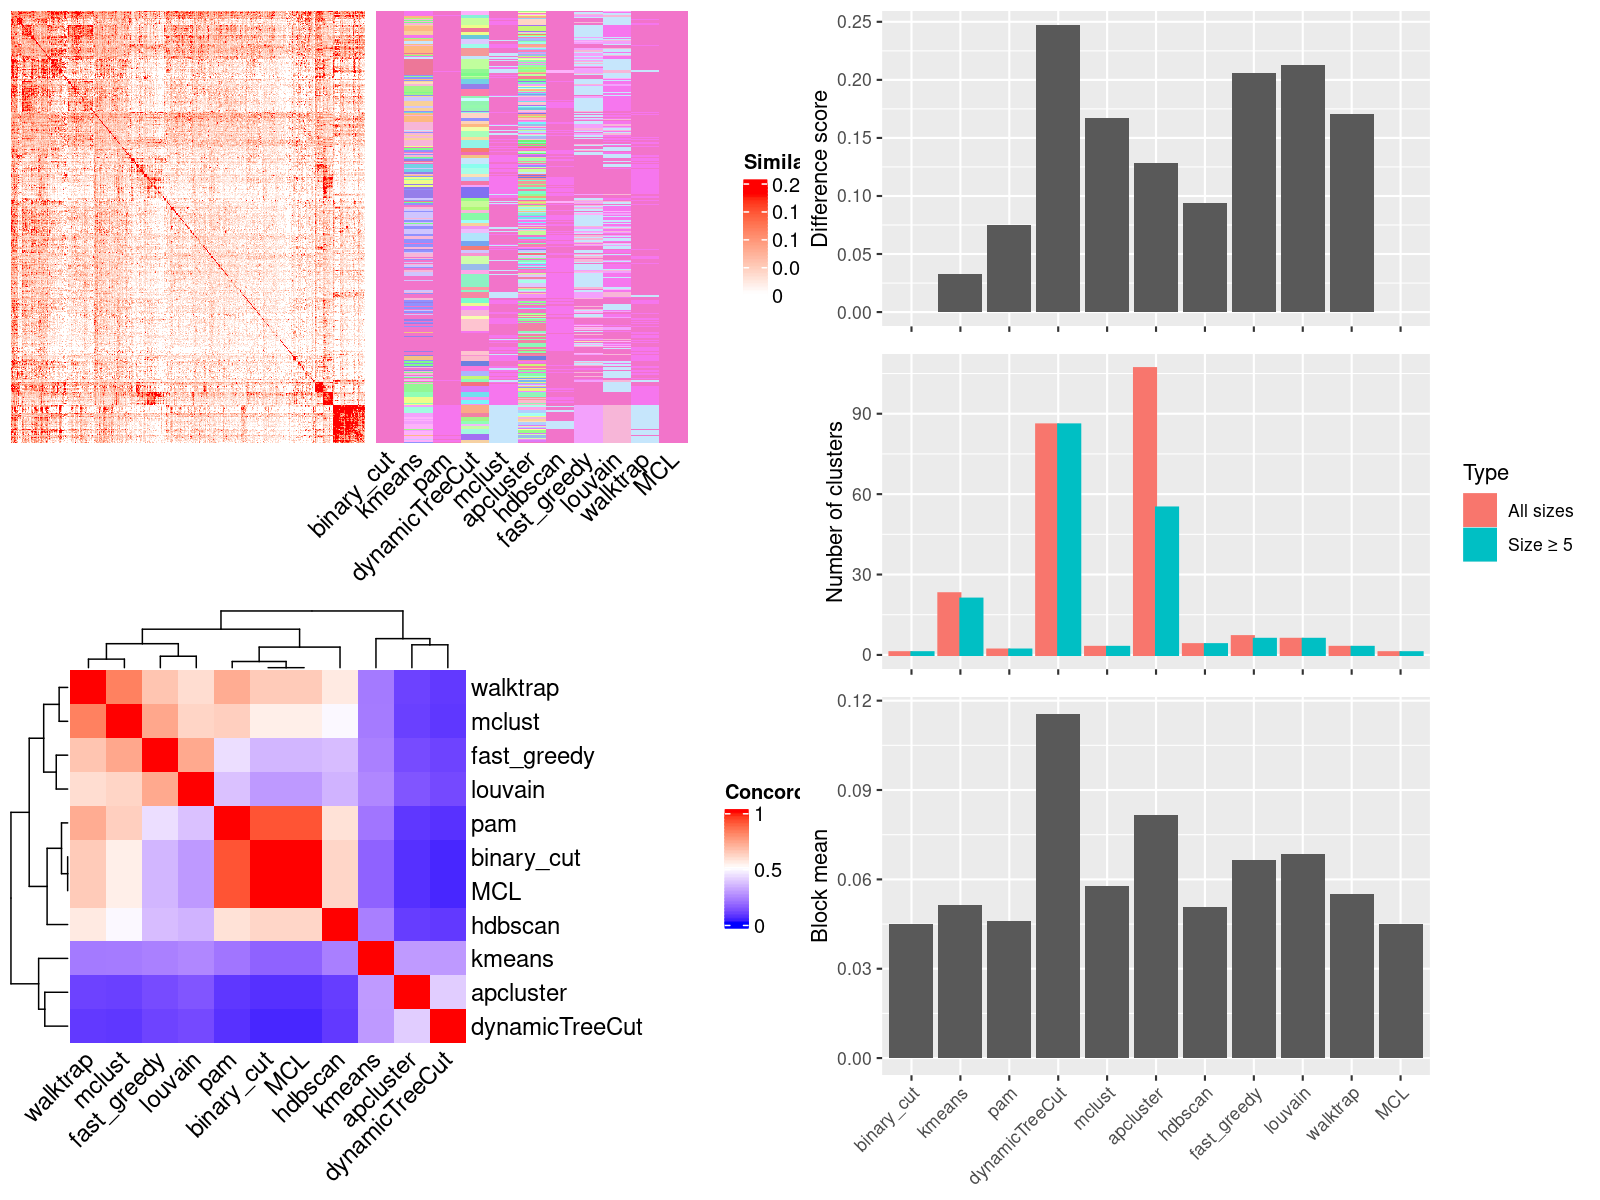 Simila
0.2
0.1
0.1
0.0
0
binary_cut
kmeans
pam
dynamicTreeCut
mclust
apcluster
hdbscan
fast_greedy
louvain
walktrap
MCL
walktrap
mclust
fast_greedy
louvain
pam
binary_cut
MCL
hdbscan
kmeans
apcluster
dynamicTreeCut
walktrap
mclust
fast_greedy
louvain
pam
binary_cut
MCL
hdbscan
kmeans
apcluster
dynamicTreeCut
Concord
1
0.5
0
Difference score
0.25
0.20
0.15
0.10
0.05
0.00
Number of clusters
90
60
30
0
Type
All sizes
Size ≥ 5
Block mean
0.12
0.09
0.06
0.03
0.00
binary_cut
kmeans
pam
dynamicTreeCut
mclust
apcluster
hdbscan
fast_greedy
louvain
walktrap
MCL